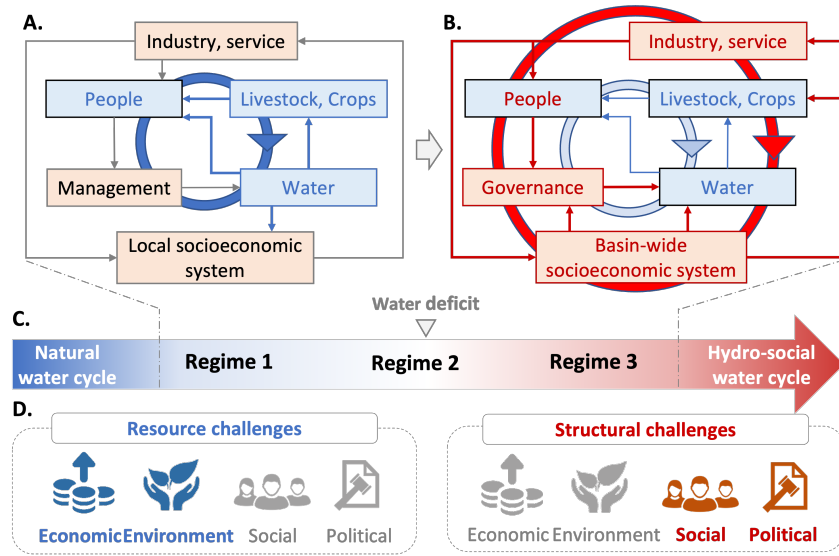 A.
Industry, service
People
Livestock, Crops
Management
Water
Local socioeconomic
system
B.
Industry, service
People
Livestock, Crops
Governance
Water
Basin-wide
socioeconomic system
Water deficit
C.
Natural
water cycle
Regime 1
Regime 2
Regime 3
Hydro-social
water cycle
D.
Resource challenges
Economic
Environment
Social
Political
Structural challenges
Economic
Environment
Social
Political